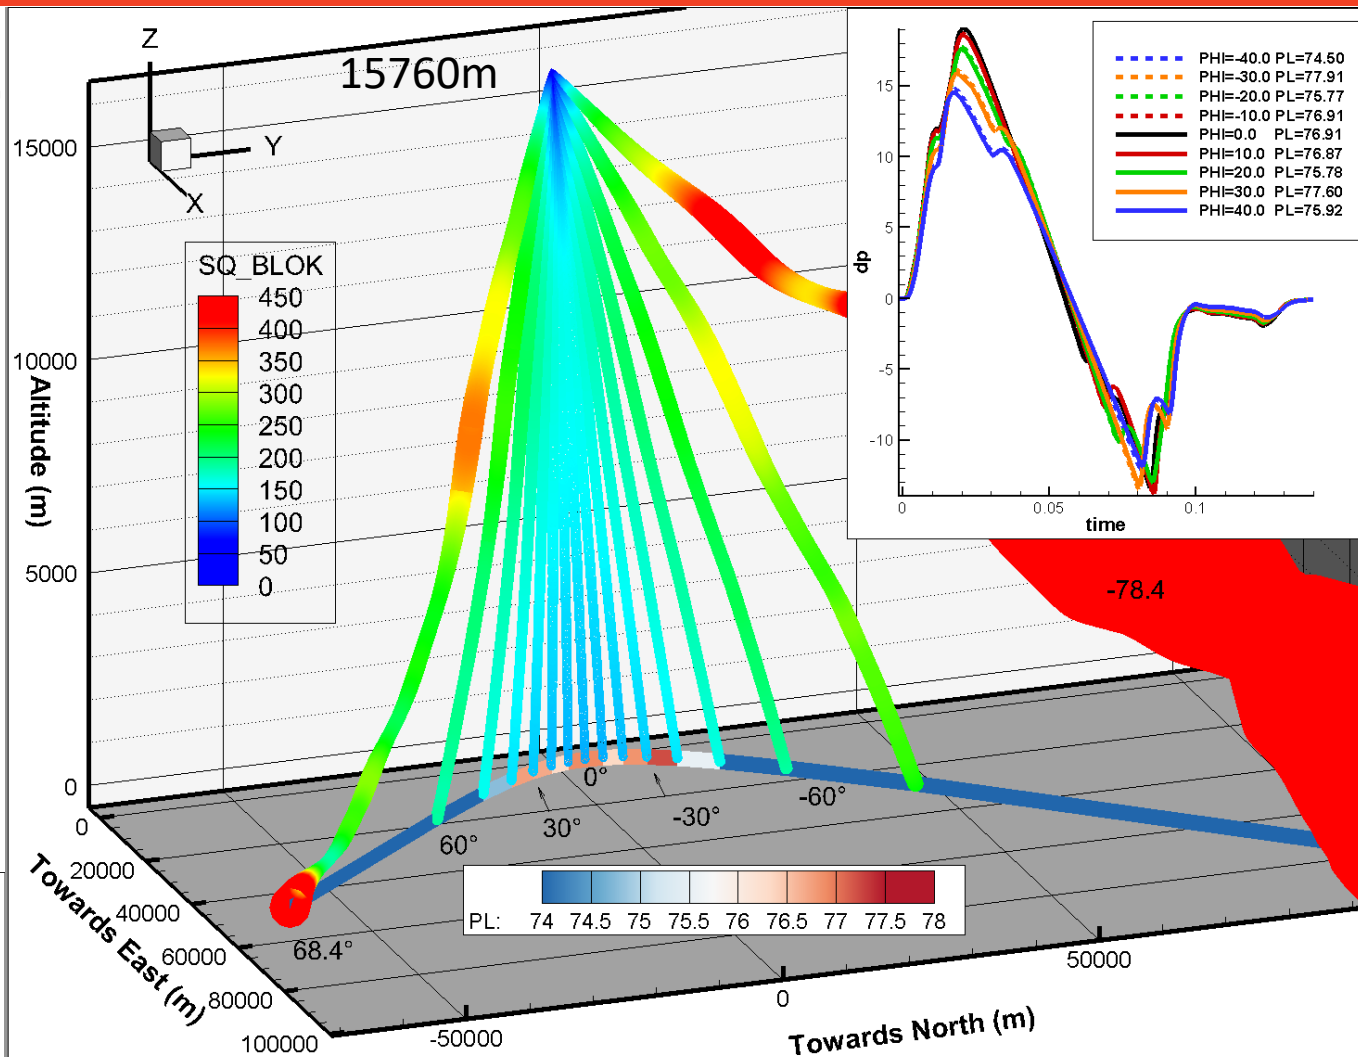 15760m
Z
Y
X
SQ_BLOK
450
400
350
300
250
200
150
100
50
0
15000
10000
5000
0
Altitude (m)
dp
15
10
5
0
-5
-10
0
0.05
0.1
time
PHI=-40.0 PL=74.50
PHI=-30.0 PL=77.91
PHI=-20.0 PL=75.77
PHI=-10.0 PL=76.91
PHI=0.0 PL=76.91
PHI=10.0 PL=76.87
PHI=20.0 PL=75.78
PHI=30.0 PL=77.60
PHI=40.0 PL=75.92
-78.4
0°
-30°
-60°
30°
60°
68.4°
PL: 74 74.5 75 75.5 76 76.5 77 77.5 78
0
20000
40000
60000
80000
100000
Towards East (m)
-50000
0
50000
Towards North (m)